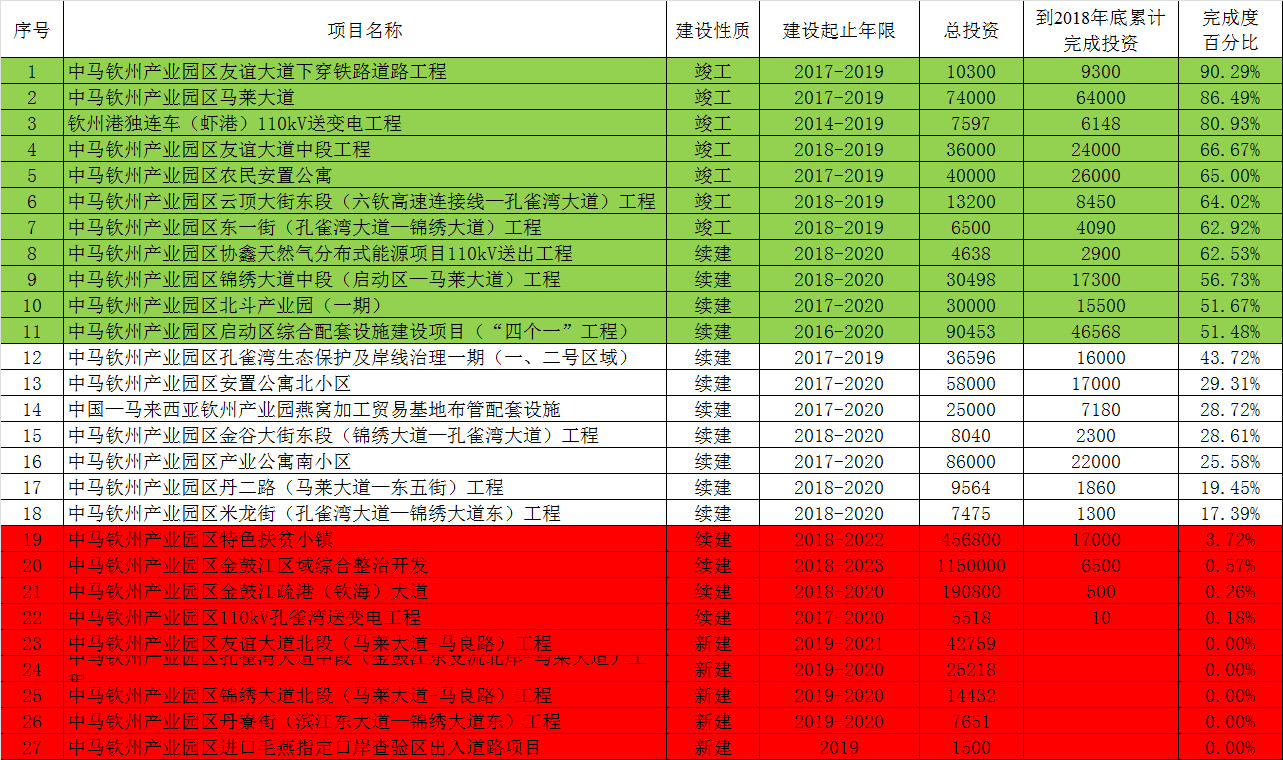 序号 项目名称 建设性质 建设起止年限 总投资 到2018年底累计完成投资 完成度百分比
1 中马钦州产业园区友谊大道下穿铁路道路工程 竣工 2017-2019 10300 9300 90.29%
2 中马钦州产业园区马莱大道 竣工 2017-2019 74000 64000 86.49%
3 钦州港独连车（虾港）110kV送变电工程 竣工 2014-2019 7597 6148 80.93%
4 中马钦州产业园区友谊大道中段工程 竣工 2018-2019 36000 24000 66.67%
5 中马钦州产业园区农民安置公寓 竣工 2017-2019 40000 26000 65.00%
6 中马钦州产业园区云顶大街东段（六钦高速连接线—孔雀湾大道）工程 竣工 2018-2019 13200 8450 64.02%
7 中马钦州产业园区东一街（孔雀湾大道—锦绣大道）工程 竣工 2018-2019 6500 4090 62.92%
8 中马钦州产业园区协鑫天然气分布式能源项目110kV送出工程 续建 2018-2020 4638 2900 62.53%
9 中马钦州产业园区锦绣大道中段（启动区—马莱大道）工程 续建 2018-2020 30498 17300 56.73%
10 中马钦州产业园区北斗产业园（一期） 续建 2017-2020 30000 15500 51.67%
11 中马钦州产业园区启动区综合配套设施建设项目（“四个一”工程） 续建 2016-2020 90453 46568 51.48%
12 中马钦州产业园区孔雀湾生态保护及岸线治理一期（一、二号区域） 续建 2017-2019 36596 16000 43.72%
13 中马钦州产业园区安置公寓北小区 续建 2017-2020 58000 17000 29.31%
14 中国—马来西亚钦州产业园燕窝加工贸易基地布管配套设施 续建 2017-2020 25000 7180 28.72%
15 中马钦州产业园区金谷大街东段（锦绣大道—孔雀湾大道）工程 续建 2018-2020 8040 2300 28.61%
16 中马钦州产业园区产业公寓南小区 续建 2017-2020 86000 22000 25.58%
17 中马钦州产业园区丹二路（马莱大道—东五街）工程 续建 2018-2020 9564 1860 19.45%
18 中马钦州产业园区米龙街（孔雀湾大道—锦绣大道东）工程 续建 2018-2020 7475 1300 17.39%
19 中马钦州产业园区特色扶贫小镇 续建 2018-2022 456800 17000 3.72%
20 中马钦州产业园区金鼓江区域综合整治开发 续建 2018-2023 1150000 6500 0.57%
21 中马钦州产业园区金鼓江疏港（钦海）大道 续建 2018-2020 190800 500 0.26%
22 中马钦州产业园区110kV孔雀湾送变电工程 续建 2017-2020 5518 10 0.18%
23 中马钦州产业园区友谊大道北段（马莱大道-马良路）工程 新建 2019-2021 42759 0.00%
24 中马钦州产业园区孔雀湾大道中段（金鼓江东支流北岸-马莱大道）工程 新建 2019-2020 25218 0.00%
25 中马钦州产业园区锦绣大道北段（马莱大道-马良路）工程 新建 2019-2020 14432 0.00%
26 中马钦州产业园区丹寮街（滨江东大道—锦绣大道东）工程 新建 2019-2020 7651 0.00%
27 中马钦州产业园区进口毛燕指定口岸查验区出入道路项目 新建 2019 1500 0.00%